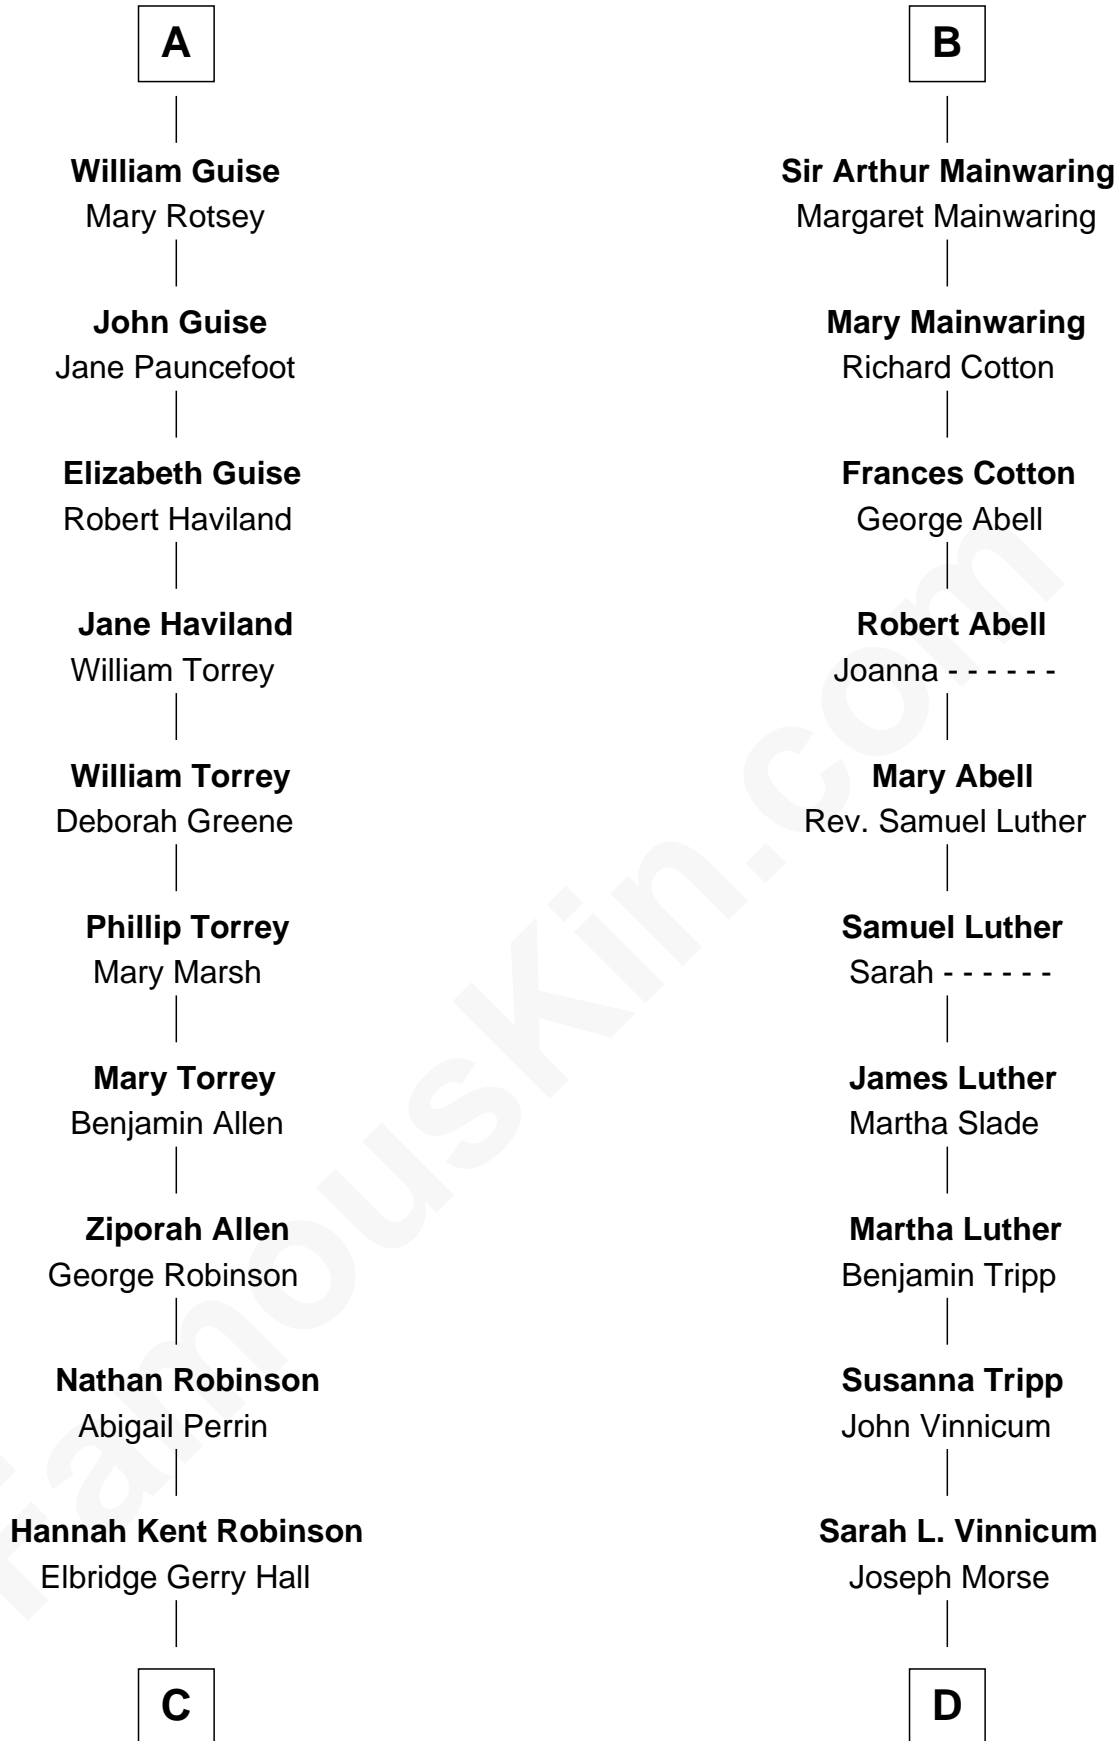 A
William Guise
Mary Rotsey
John Guise
Jane Pauncefoot
Elizabeth Guise
Robert Haviland
Jane Haviland
William Torrey
William Torrey
Deborah Greene
Phillip Torrey
Mary Marsh
Mary Torrey
Benjamin Allen
Ziporah Allen
George Robinson
Nathan Robinson
Abigail Perrin
Hannah Kent Robinson
Elbridge Gerry Hall
C
B
Sir Arthur Mainwaring
Margaret Mainwaring
Mary Mainwaring
Richard Cotton
Frances Cotton
George Abell
Robert Abell
Joanna - - - - - -
Mary Abell
Rev. Samuel Luther
Samuel Luther
Sarah - - - - - -
James Luther
Martha Slade
Martha Luther
Benjamin Tripp
Susanna Tripp
John Vinnicum
Sarah L. Vinnicum
Joseph Morse
D
FamousKin.com